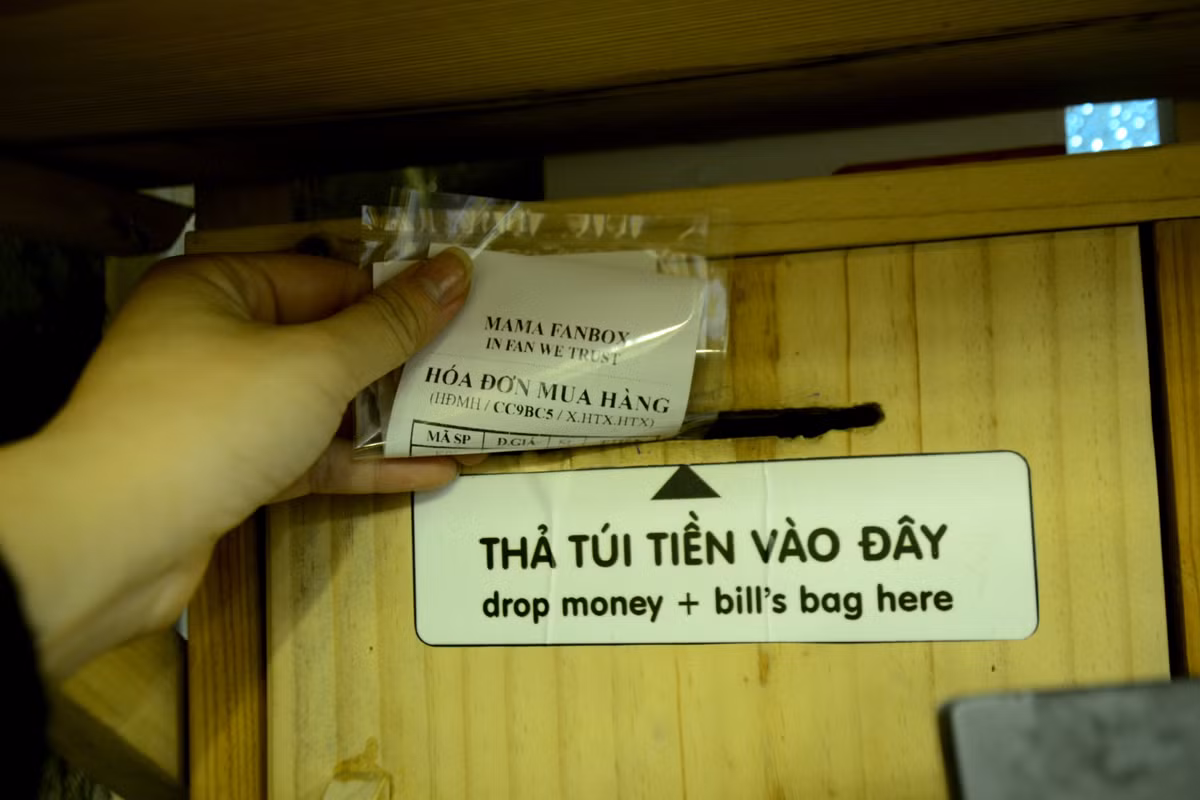 MAMA FANBOX
IN FAN WE TRUST
HÓA ĐƠN MUA HÀNG
(HĐMH / CC9BC5 / X.HTX.HTX)
MÃ SP Đ.GIÁ
THẢ TÚI TIỀN VÀO ĐÂY
drop money + bill's bag here